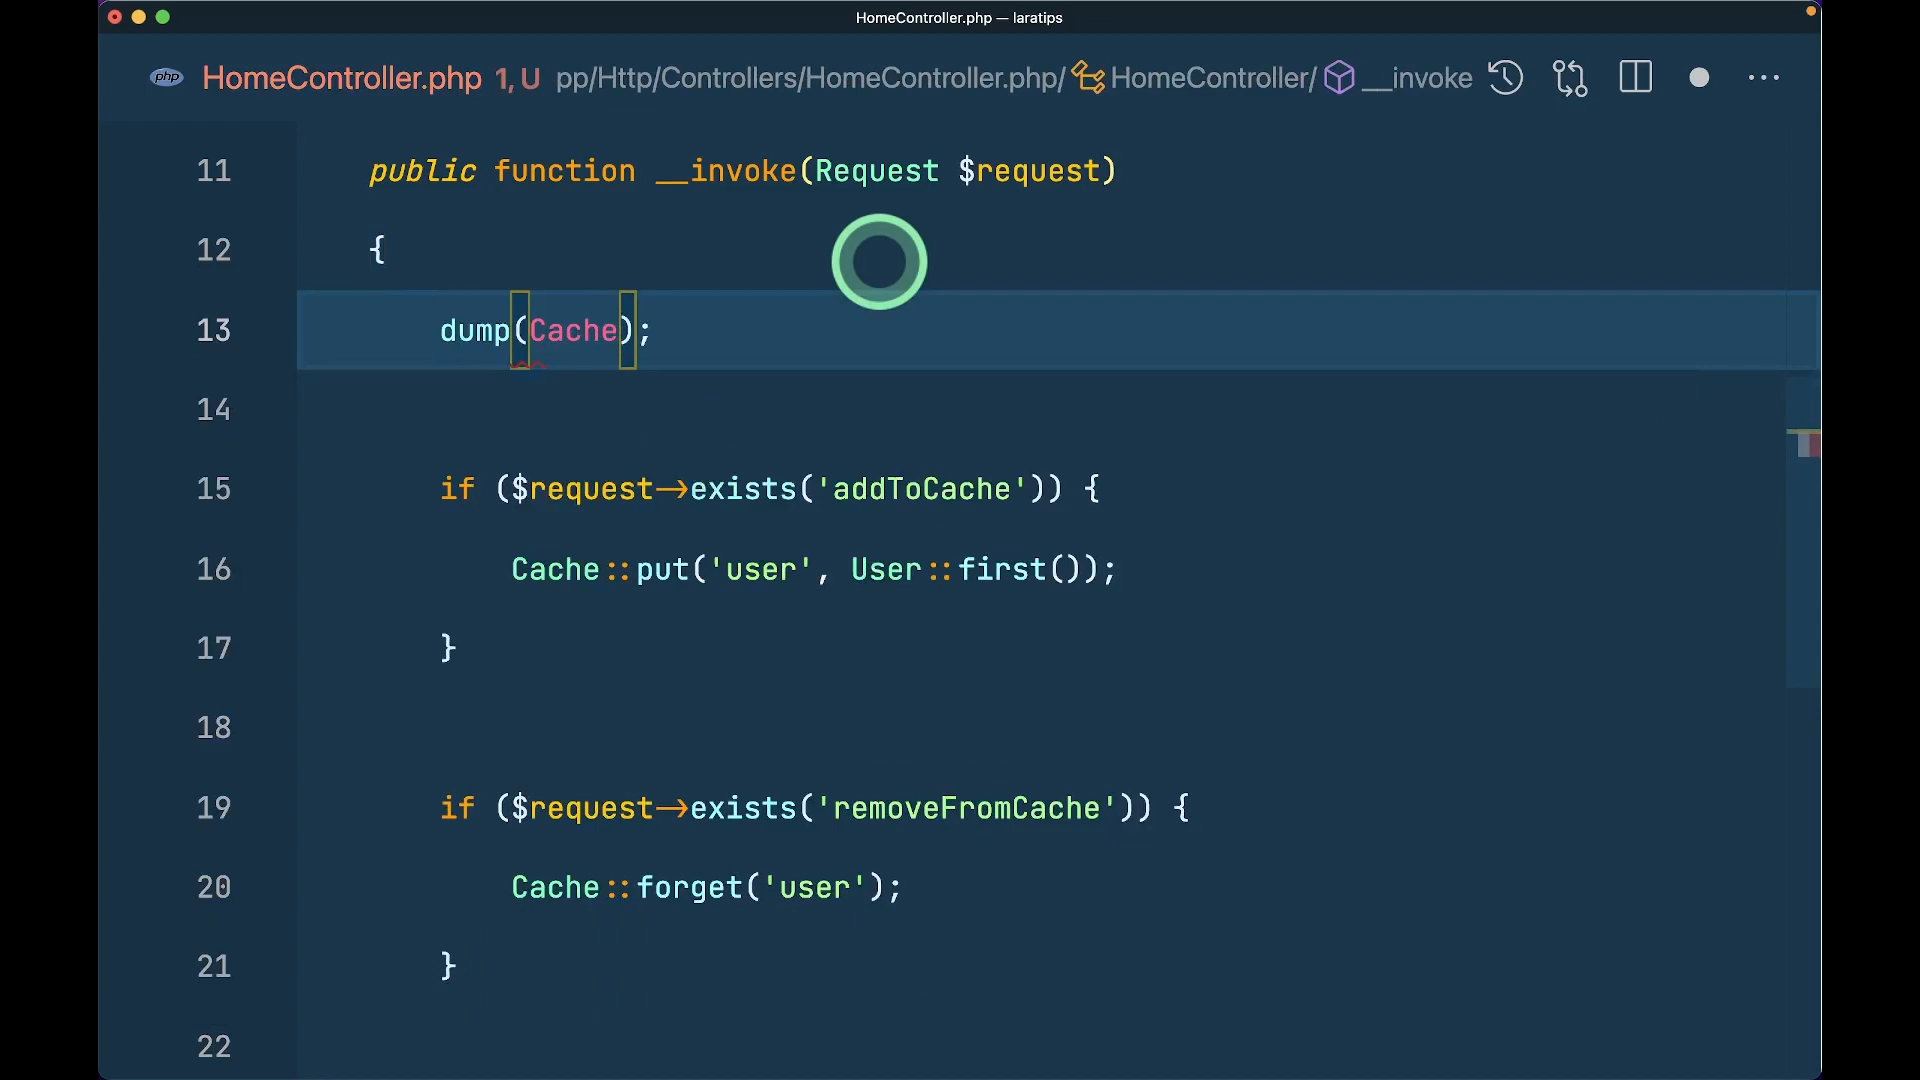 HomeController.php — laratips
php HomeController.php 1, U pp/Http/Controllers/HomeController.php/ HomeController/ __invoke
11 public function __invoke(Request $request)
12 {
13 dump(Cache);
14
15 if ($request->exists('addToCache')) {
16 Cache::put('user', User::first());
17 }
18
19 if ($request->exists('removeFromCache')) {
20 Cache::forget('user');
21 }
22